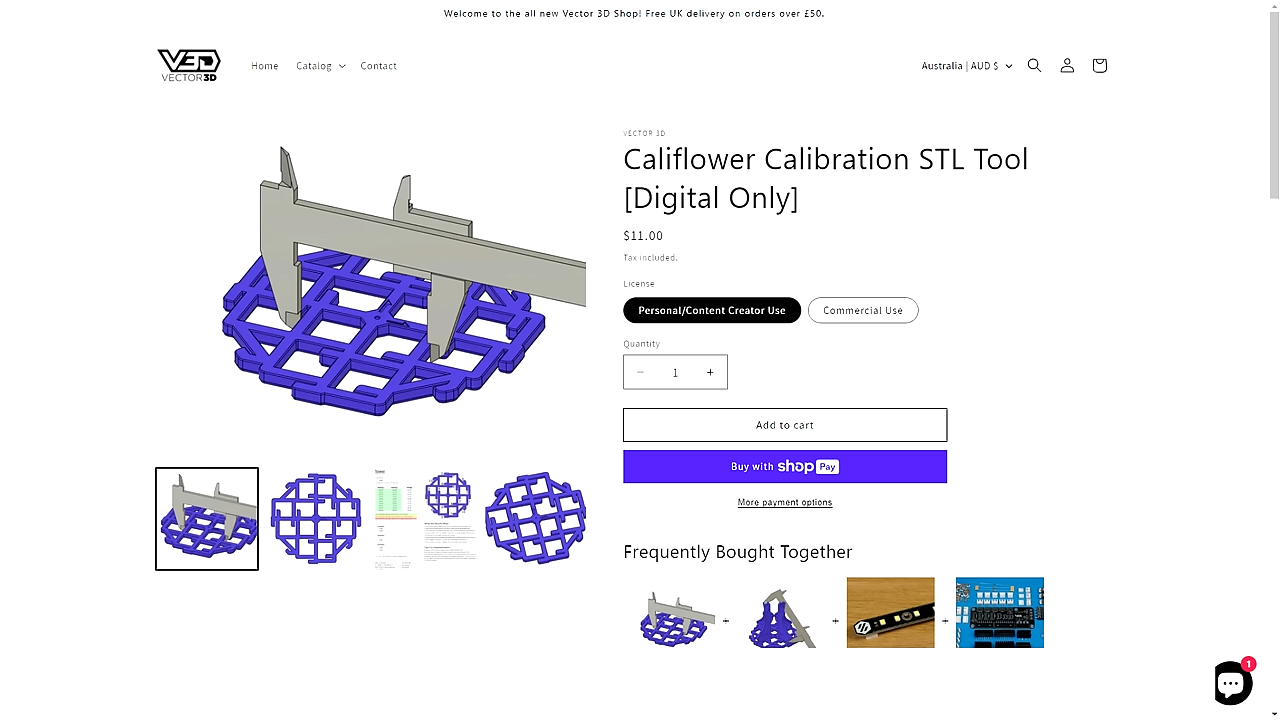 Welcome to the all new Vector 3D Shop! Free UK delivery on orders over £50.
V3D
VECTOR3D
Home
Catalog
Contact
Australia | AUD $
VECTOR 3D
Califlower Calibration STL Tool
[Digital Only]
$11.00
Tax included.
License
Personal/Content Creator Use
Commercial Use
Quantity
− 1 +
Add to cart
Buy with shop Pay
More payment options
Frequently Bought Together
+ + +
1